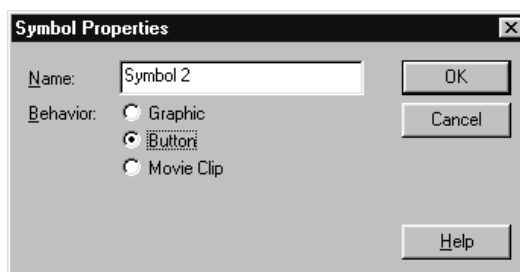 Symbol Properties
Name: Symbol 2
OK
Behavior: Graphic
Cancel
Button
Movie Clip
Help